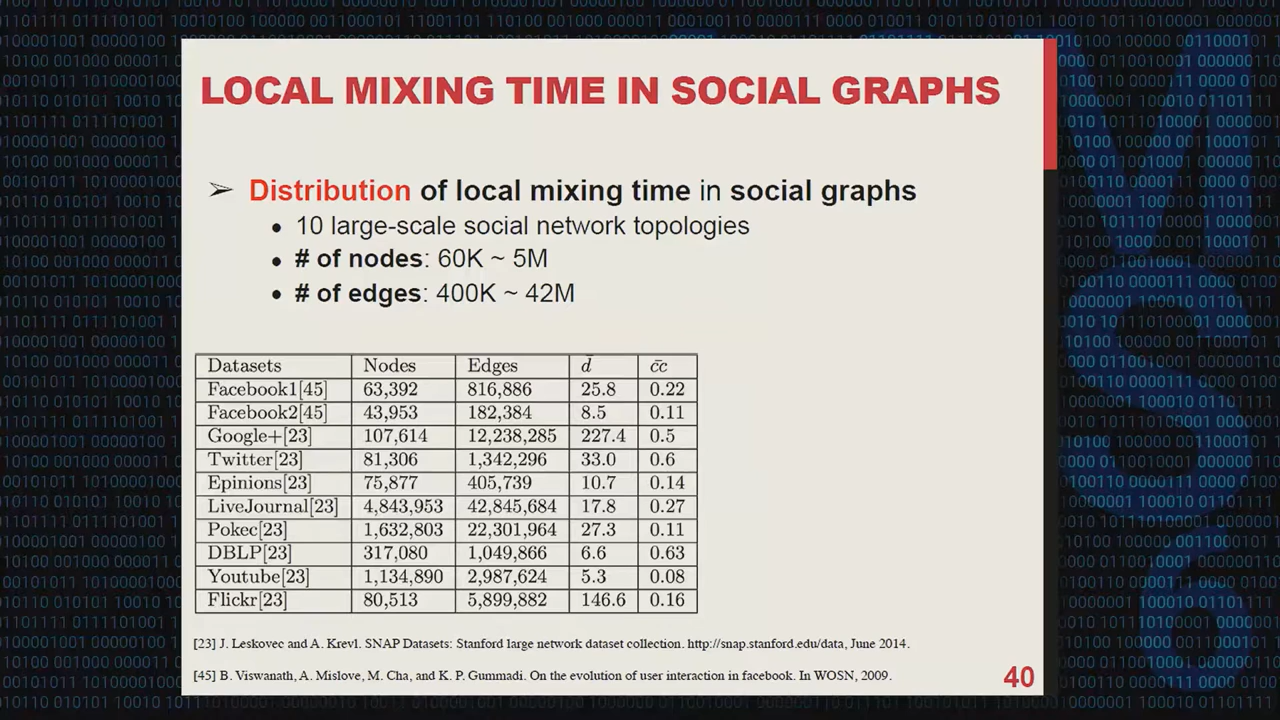 LOCAL MIXING TIME IN SOCIAL GRAPHS
➢ Distribution of local mixing time in social graphs
• 10 large-scale social network topologies
• # of nodes: 60K ~ 5M
• # of edges: 400K ~ 42M
Datasets Nodes Edges d̄ c̄c
Facebook1[45] 63,392 816,886 25.8 0.22
Facebook2[45] 43,953 182,384 8.5 0.11
Google+[23] 107,614 12,238,285 227.4 0.5
Twitter[23] 81,306 1,342,296 33.0 0.6
Epinions[23] 75,877 405,739 10.7 0.14
LiveJournal[23] 4,843,953 42,845,684 17.8 0.27
Pokec[23] 1,632,803 22,301,964 27.3 0.11
DBLP[23] 317,080 1,049,866 6.6 0.63
Youtube[23] 1,134,890 2,987,624 5.3 0.08
Flickr[23] 80,513 5,899,882 146.6 0.16
[23] J. Leskovec and A. Krevl. SNAP Datasets: Stanford large network dataset collection. http://snap.stanford.edu/data, June 2014.
[45] B. Viswanath, A. Mislove, M. Cha, and K. P. Gummadi. On the evolution of user interaction in facebook. In WOSN, 2009.
40